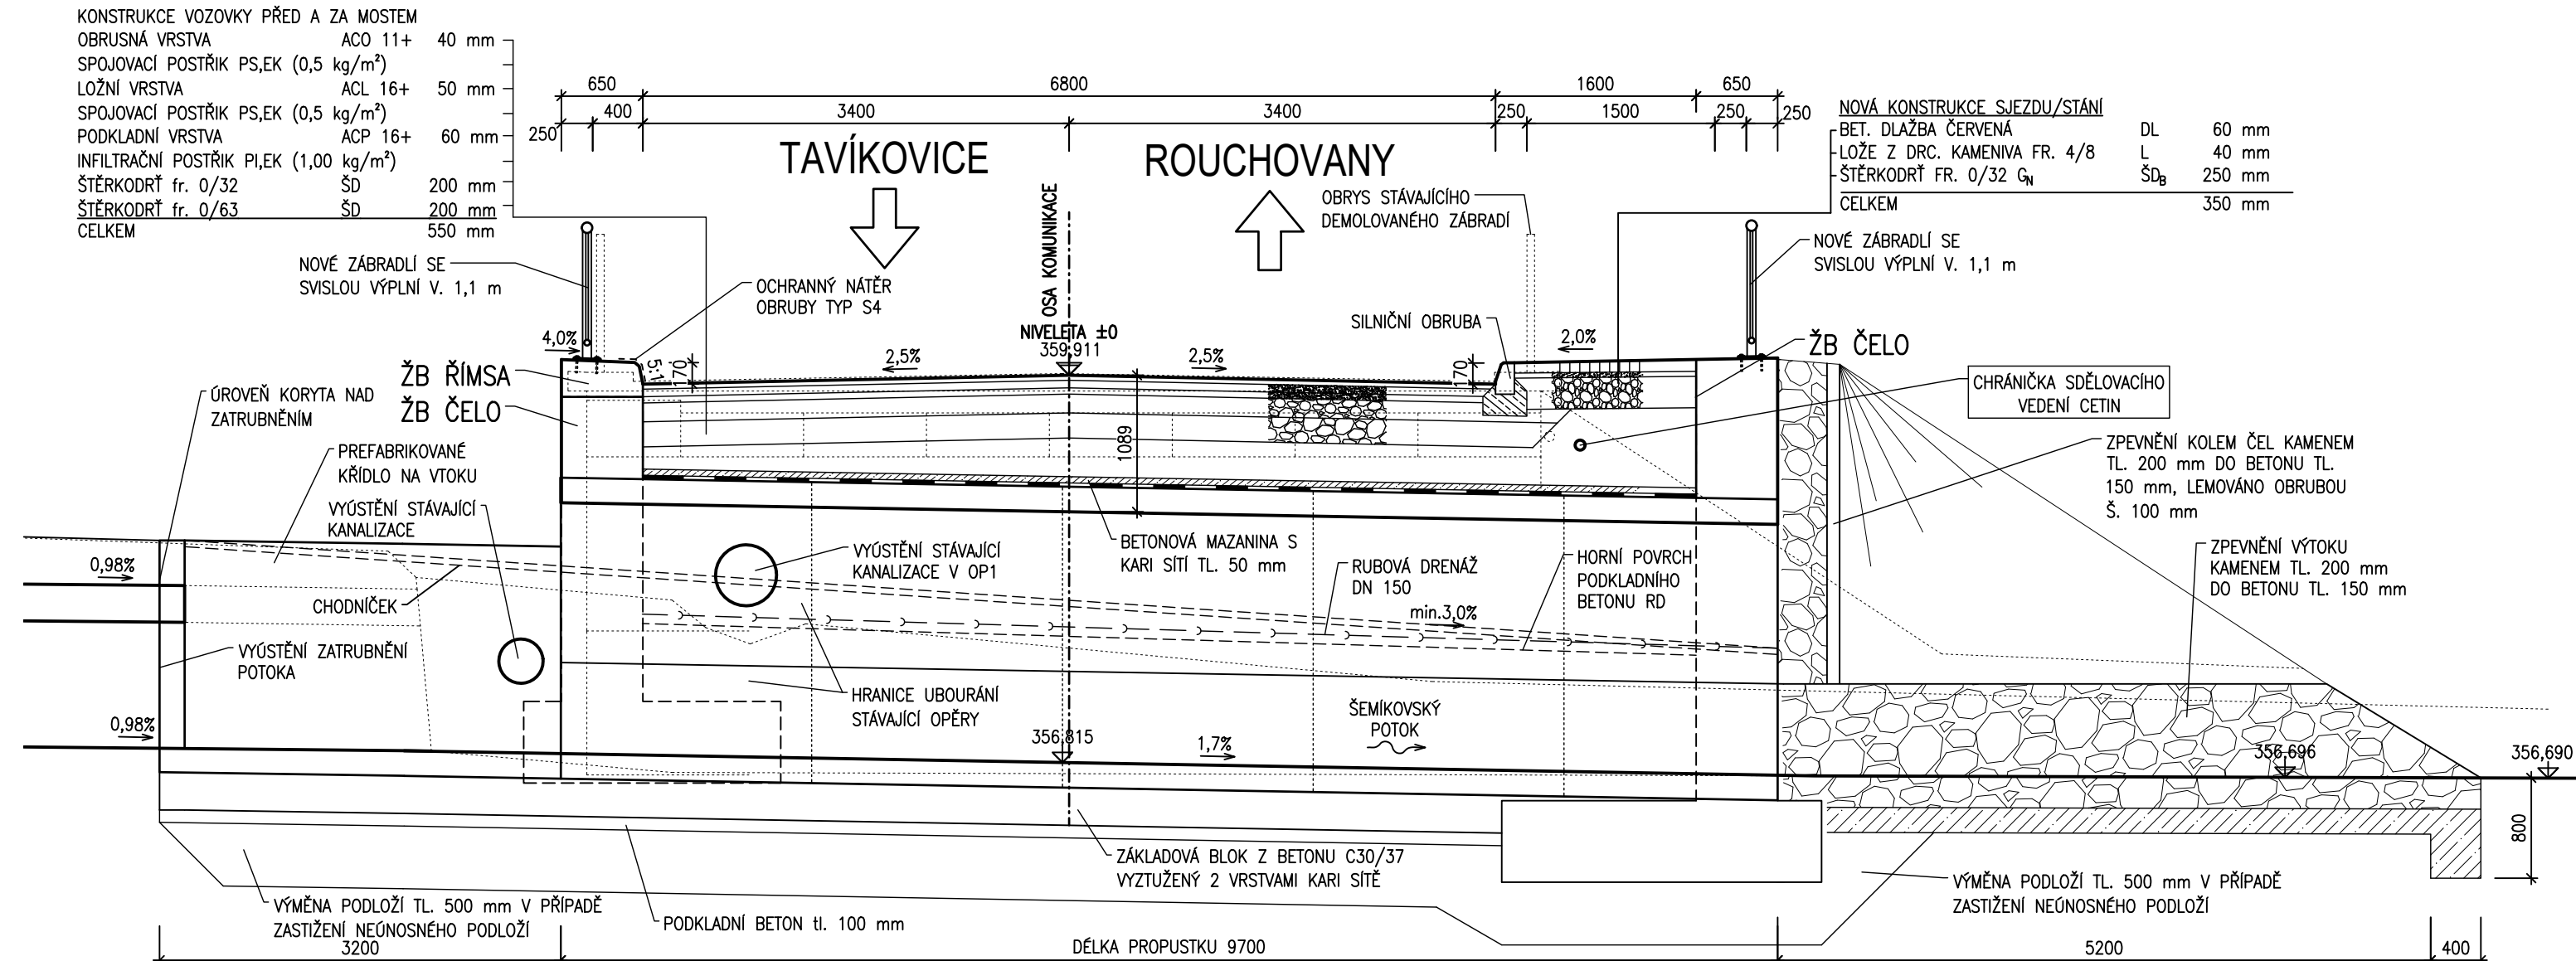 KONSTRUKCE VOZOVKY PŘED A ZA MOSTEM
OBRUSNÁ VRSTVA ACO 11+ 40 mm
SPOJOVACÍ POSTŘIK PS,EK (0,5 kg/m²)
LOŽNÍ VRSTVA ACL 16+ 50 mm
SPOJOVACÍ POSTŘIK PS,EK (0,5 kg/m²)
PODKLADNÍ VRSTVA ACP 16+ 60 mm
INFILTRAČNÍ POSTŘIK PI,EK (1,00 kg/m²)
ŠTĚRKODRŤ fr. 0/32 ŠD 200 mm
ŠTĚRKODRŤ fr. 0/63 ŠD 200 mm
CELKEM 550 mm
650 6800 1600 650
250 400 3400 3400 250 1500 250 250
NOVÁ KONSTRUKCE SJEZDU/STÁNÍ
BET. DLAŽBA ČERVENÁ DL 60 mm
LOŽE Z DRC. KAMENIVA FR. 4/8 L 40 mm
ŠTĚRKODRŤ FR. 0/32 G_N ŠD_B 250 mm
CELKEM 350 mm
TAVÍKOVICE
ROUCHOVANY
OSA KOMUNIKACE
OBRYS STÁVAJÍCÍHO
DEMOLOVANÉHO ZÁBRADÍ
NOVÉ ZÁBRADLÍ SE
SVISLOU VÝPLNÍ V. 1,1 m
OCHRANNÝ NÁTĚR
OBRUBY TYP S4
NOVÉ ZÁBRADLÍ SE
SVISLOU VÝPLNÍ V. 1,1 m
SILNIČNÍ OBRUBA
NIVELETA ±0
359,911
4,0%
2,5%
2,5%
2,0%
5:1
170
170
1089
ŽB ŘÍMSA
ŽB ČELO
ŽB ČELO
CHRÁNIČKA SDĚLOVACÍHO
VEDENÍ CETIN
ÚROVEŇ KORYTA NAD
ZATRUBNĚNÍM
PREFABRIKOVANÉ
KŘÍDLO NA VTOKU
VYÚSTĚNÍ STÁVAJÍCÍ
KANALIZACE
ZPEVNĚNÍ KOLEM ČEL KAMENEM
TL. 200 mm DO BETONU TL.
150 mm, LEMOVÁNO OBRUBOU
Š. 100 mm
VYÚSTĚNÍ STÁVAJÍCÍ
KANALIZACE V OP1
BETONOVÁ MAZANINA S
KARI SÍTÍ TL. 50 mm
RUBOVÁ DRENÁŽ
DN 150
HORNÍ POVRCH
PODKLADNÍHO
BETONU RD
ZPEVNĚNÍ VÝTOKU
KAMENEM TL. 200 mm
DO BETONU TL. 150 mm
0,98%
CHODNÍČEK
min.3,0%
VYÚSTĚNÍ ZATRUBNĚNÍ
POTOKA
HRANICE UBOURÁNÍ
STÁVAJÍCÍ OPĚRY
ŠEMÍKOVSKÝ
POTOK
0,98%
356,815
1,7%
356,696
356,690
800
ZÁKLADOVÁ BLOK Z BETONU C30/37
VYZTUŽENÝ 2 VRSTVAMI KARI SÍTĚ
VÝMĚNA PODLOŽÍ TL. 500 mm V PŘÍPADĚ
ZASTIŽENÍ NEÚNOSNÉHO PODLOŽÍ
PODKLADNÍ BETON tl. 100 mm
VÝMĚNA PODLOŽÍ TL. 500 mm V PŘÍPADĚ
ZASTIŽENÍ NEÚNOSNÉHO PODLOŽÍ
3200 DÉLKA PROPUSTKU 9700 5200 400